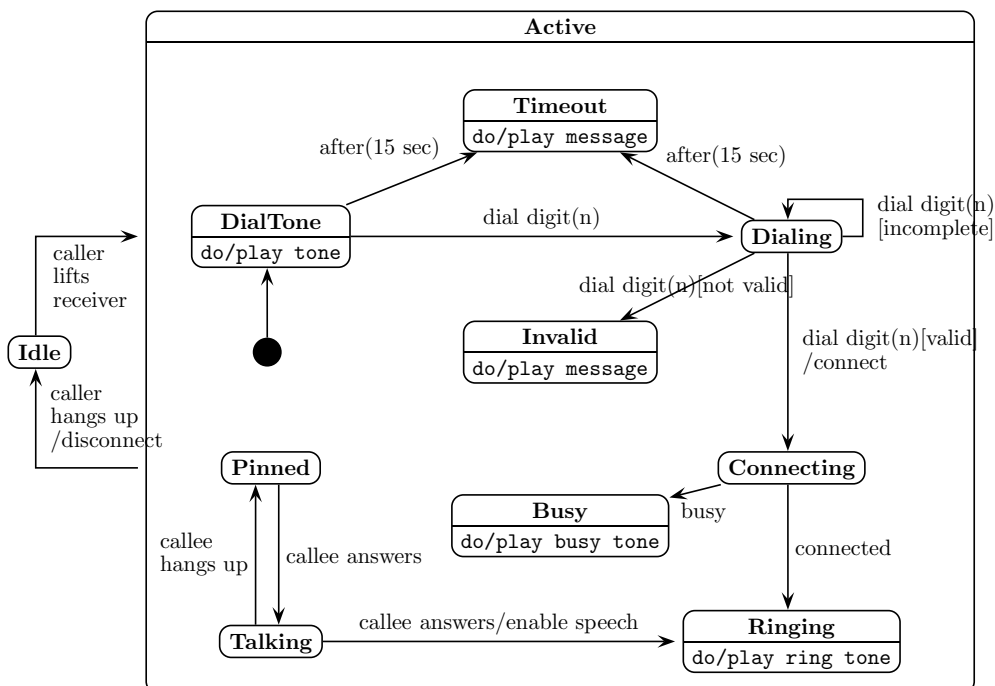 Active
Timeout
do/play message
after(15 sec)
after(15 sec)
DialTone
do/play tone
dial digit(n)
Dialing
dial digit(n)
[incomplete]
caller
lifts
receiver
dial digit(n)[not valid]
Idle
Invalid
do/play message
dial digit(n)[valid]
/connect
caller
hangs up
/disconnect
Pinned
Connecting
Busy
do/play busy tone
busy
callee
hangs up
callee answers
connected
Talking
callee answers/enable speech
Ringing
do/play ring tone